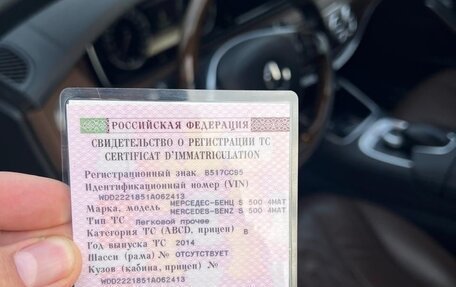 РОССИЙСКАЯ ФЕДЕРАЦИЯ
СВИДЕТЕЛЬСТВО О РЕГИСТРАЦИИ ТС
CERTIFICAT D'IMMATRICULATION
Регистрационный знак В517СС95
Идентификационный номер (VIN)
WDD2221851A062413
Марка, модель МЕРСЕДЕС-БЕНЦ S 500 4МАТ
MERCEDES-BENZ S 500 4MAT
Тип ТС Легковой прочее
Категория ТС (ABCD, прицеп) B
Год выпуска ТС 2014
Шасси (рама) № ОТСУТСТВУЕТ
Кузов (кабина, прицеп) №
WDD2221851A062413